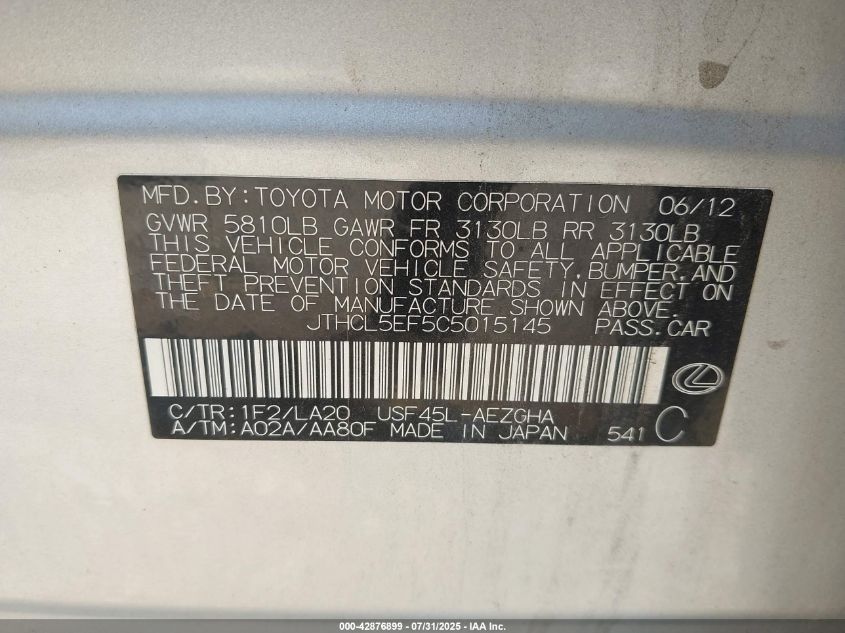 MFD.BY:TOYOTA MOTOR CORPORATION 06/12
GVWR 5810LB GAWR FR 3130LB RR 3130LB
THIS VEHICLE CONFORMS TO ALL APPLICABLE
FEDERAL MOTOR VEHICLE SAFETY,BUMPER,AND
THEFT PREVENTION STANDARDS IN EFFECT ON
THE DATE OF MANUFACTURE SHOWN ABOVE.
JTHCL5EF5C5015145 PASS.CAR
C/TR:1F2/LA20 USF45L-AEZGHA
A/TM:A02A/AA80F MADE IN JAPAN 541 C
000-42876899 - 07/31/2025 - IAA Inc.